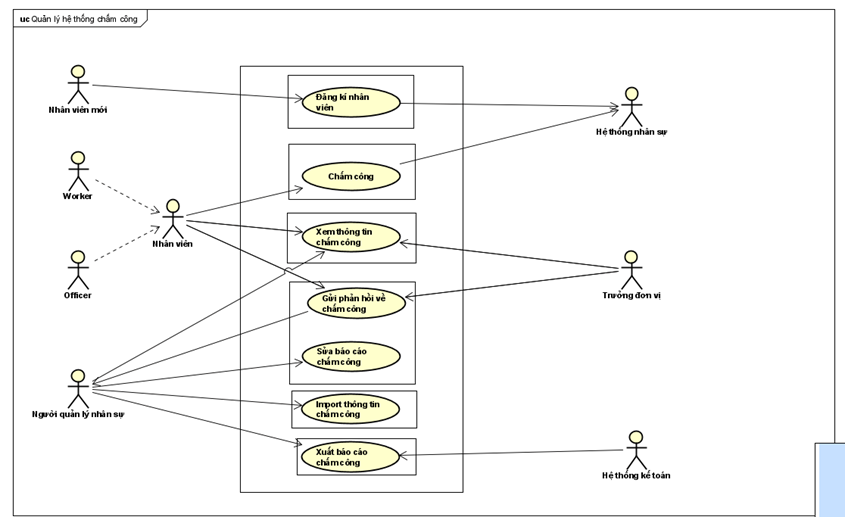 uc Quản lý hệ thống chấm công
Nhân viên mới
Đăng kí nhân
viên
Hệ thống nhân sự
Worker
Chấm công
Nhân viên
Xem thông tin
chấm công
Officer
Gửi phản hồi về
chấm công
Trưởng đơn vị
Sửa báo cáo
chấm công
Người quản lý nhân sự
Import thông tin
chấm công
Xuất báo cáo
chấm công
Hệ thống kế toán